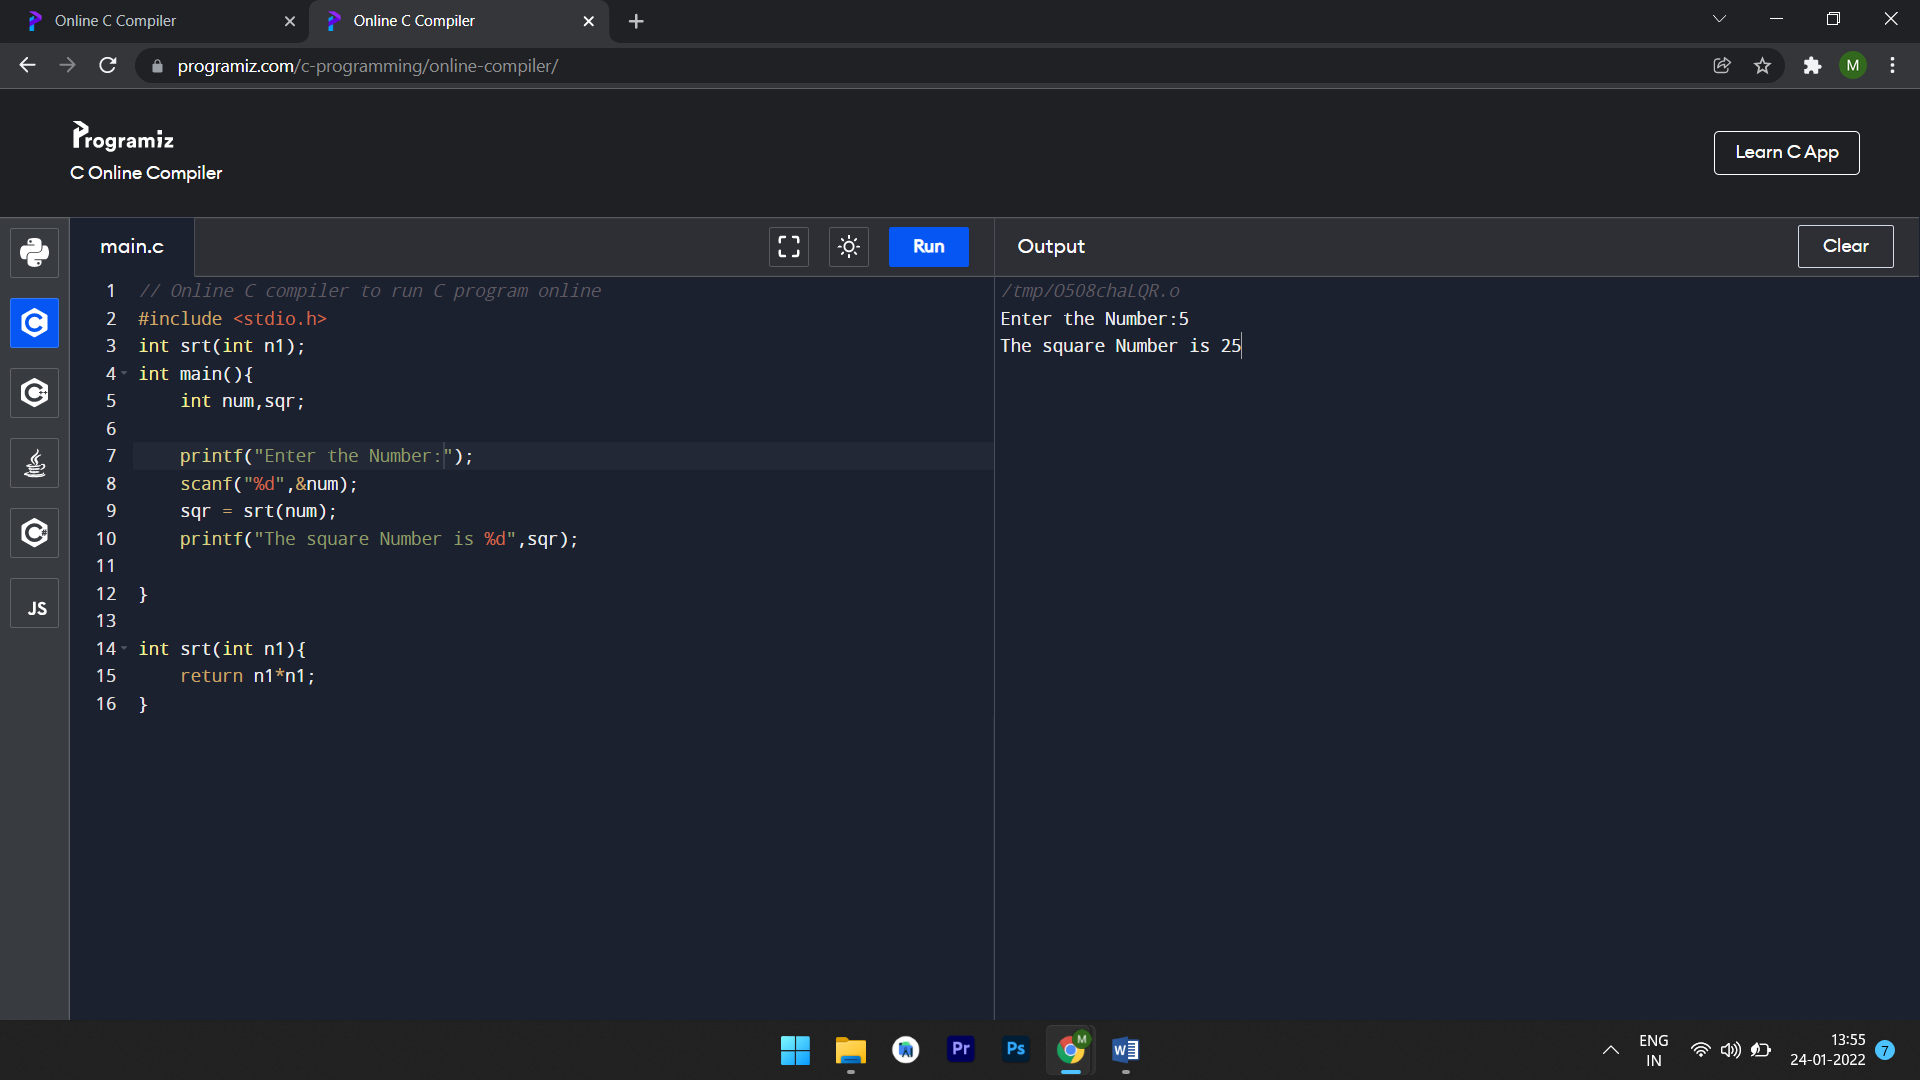 Online C Compiler
Online C Compiler
programiz.com/c-programming/online-compiler/
M
Programiz
C Online Compiler
Learn C App
main.c
Run
Output
Clear
1 // Online C compiler to run C program online
2 #include <stdio.h>
3 int srt(int n1);
4 int main(){
5     int num,sqr;
6
7     printf("Enter the Number:");
8     scanf("%d",&num);
9     sqr = srt(num);
10     printf("The square Number is %d",sqr);
11
12 }
13
14 int srt(int n1){
15     return n1*n1;
16 }
/tmp/O508chaLQR.o
Enter the Number:5
The square Number is 25
JS
Pr
Ps
M
W
ENG
IN
13:55
24-01-2022
7